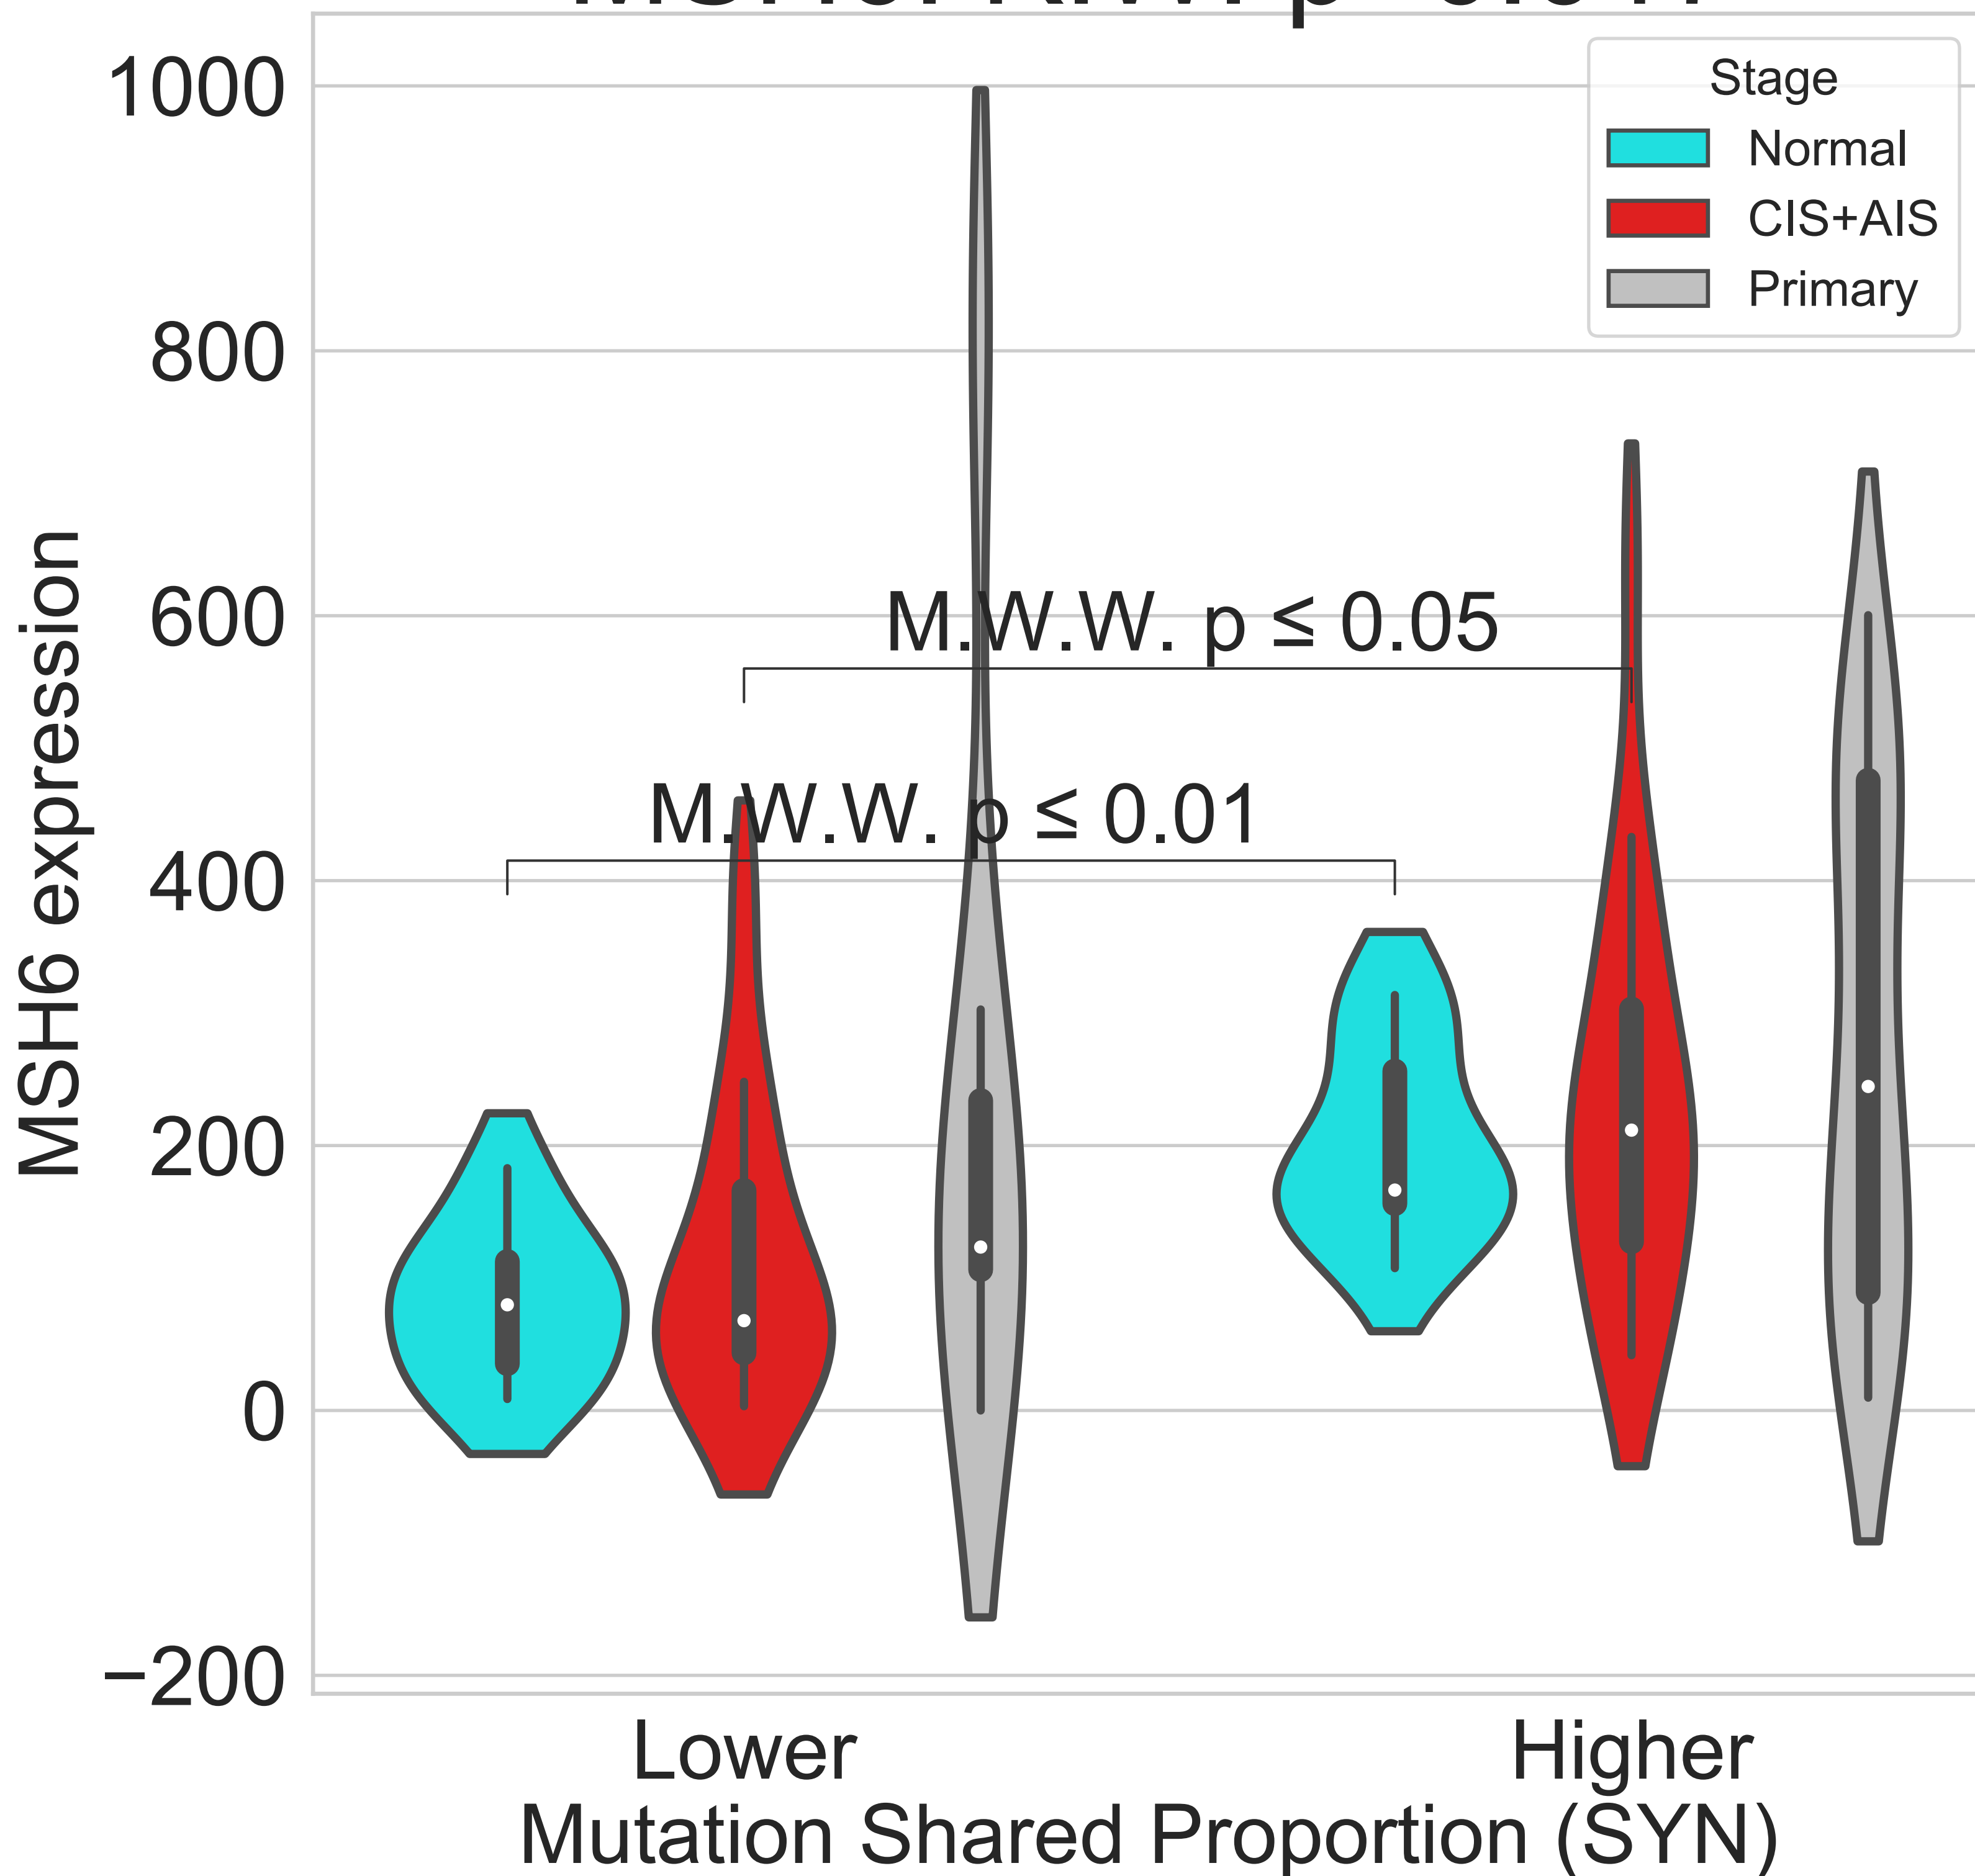 1000
800
600
400
200
0
−200
MSH6 expression
Stage
Normal
CIS+AIS
Primary
M.W.W. p ≤ 0.05
M.W.W. p ≤ 0.01
Lower
Higher
Mutation Shared Proportion (SYN)